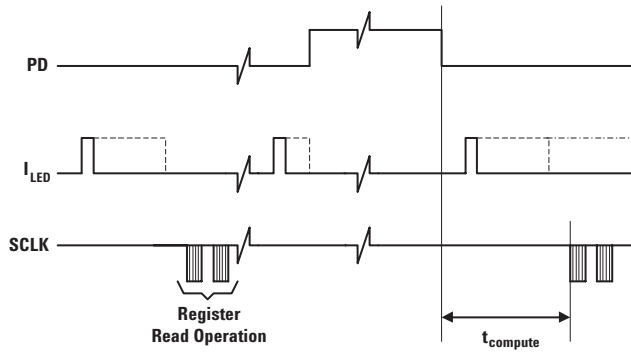 PD
I_LED
SCLK
Register
Read Operation
t_compute